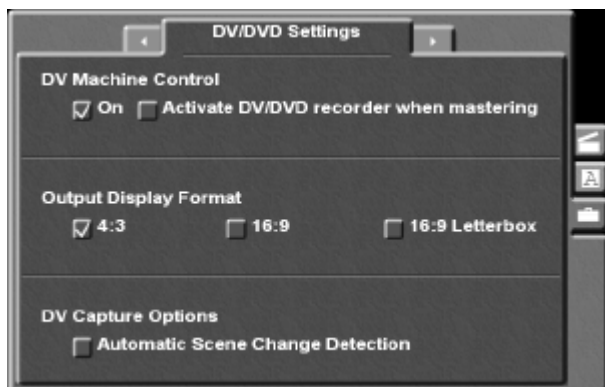 DV/DVD Settings
DV Machine Control
On Activate DV/DVD recorder when mastering
Output Display Format
4:3 16:9 16:9 Letterbox
A
DV Capture Options
Automatic Scene Change Detection